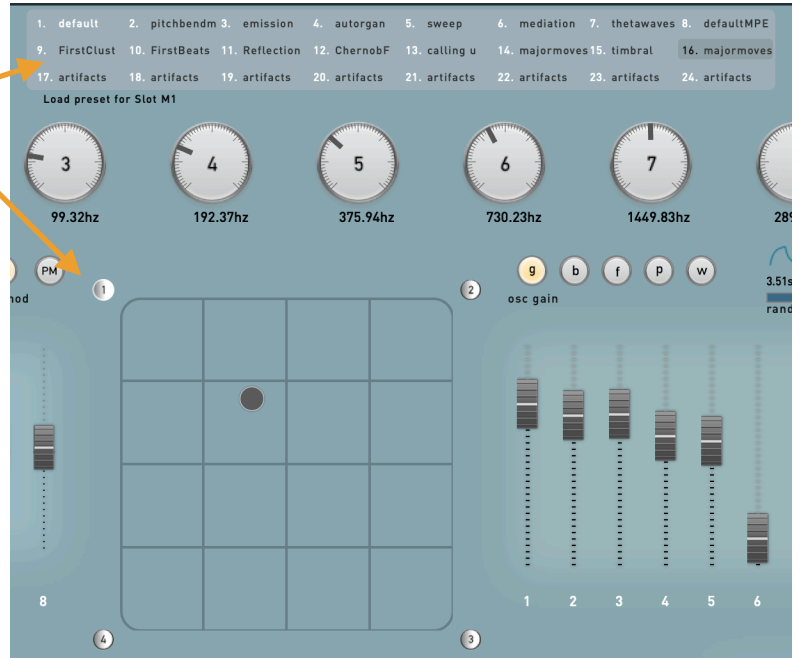 1. default 2. pitchbendm 3. emission 4. autorgan 5. sweep 6. mediation 7. thetawaves 8. defaultMPE
9. FirstClust 10. FirstBeats 11. Reflection 12. ChernobF 13. calling u 14. majormoves 15. timbral 16. majormoves
17. artifacts 18. artifacts 19. artifacts 20. artifacts 21. artifacts 22. artifacts 23. artifacts 24. artifacts
Load preset for Slot M1
3 4 5 6 7
99.32hz 192.37hz 375.94hz 730.23hz 1449.83hz 289
PM g b f p w
3.51s
mod osc gain rand
1 2
8 1 2 3 4 5 6
4 3